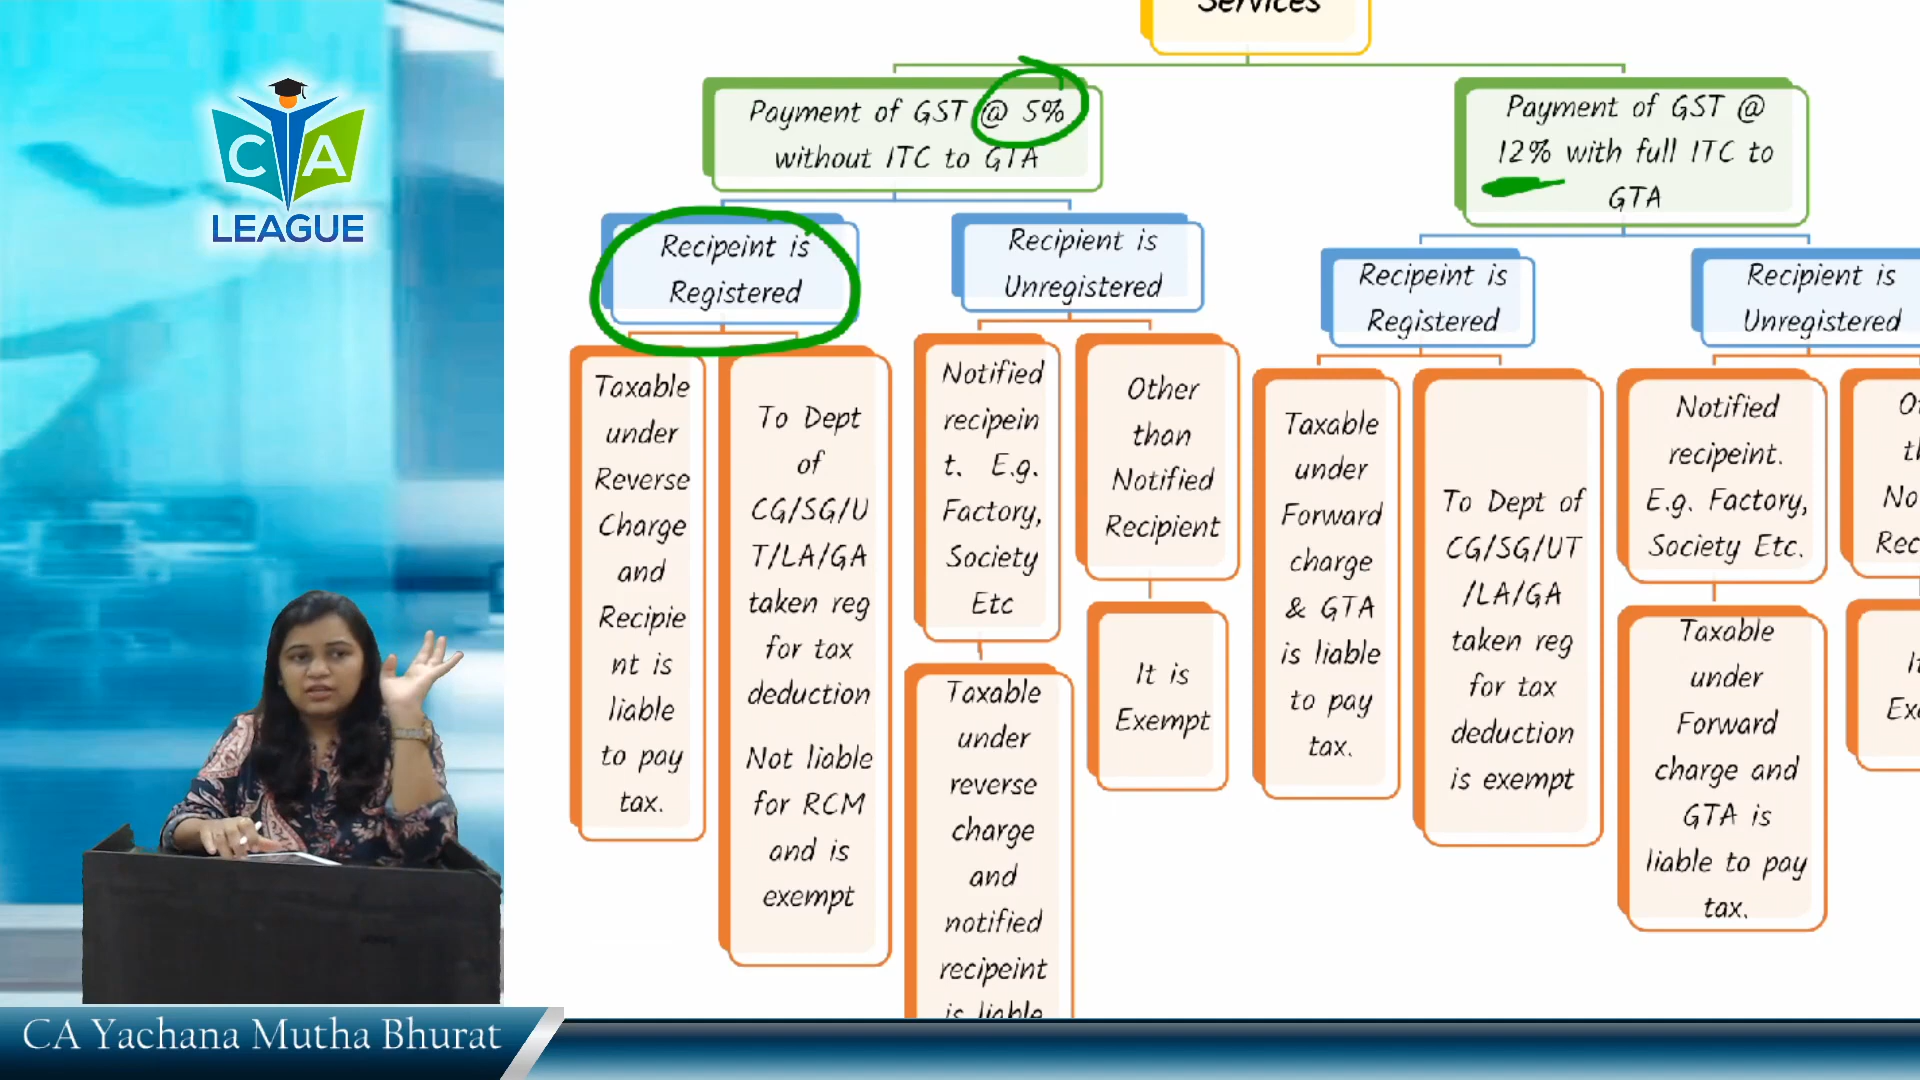 CA
LEAGUE
CA Yachana Mutha Bhurat
Services
Payment of GST @ 5%
without ITC to GTA
Payment of GST @
12% with full ITC to
GTA
Recipeint is
Registered
Recipient is
Unregistered
Recipeint is
Registered
Recipient is
Unregistered
Taxable
under
Reverse
Charge
and
Recipie
nt is
liable
to pay
tax.
To Dept
of
CG/SG/U
T/LA/GA
taken reg
for tax
deduction
Not liable
for RCM
and is
exempt
Notified
recipein
t. E.g.
Factory,
Society
Etc
Taxable
under
reverse
charge
and
notified
recipeint
is liable
Other
than
Notified
Recipient
It is
Exempt
Taxable
under
Forward
charge
& GTA
is liable
to pay
tax.
To Dept of
CG/SG/UT
/LA/GA
taken reg
for tax
deduction
is exempt
Notified
recipeint.
E.g. Factory,
Society Etc.
Taxable
under
Forward
charge and
GTA is
liable to pay
tax.